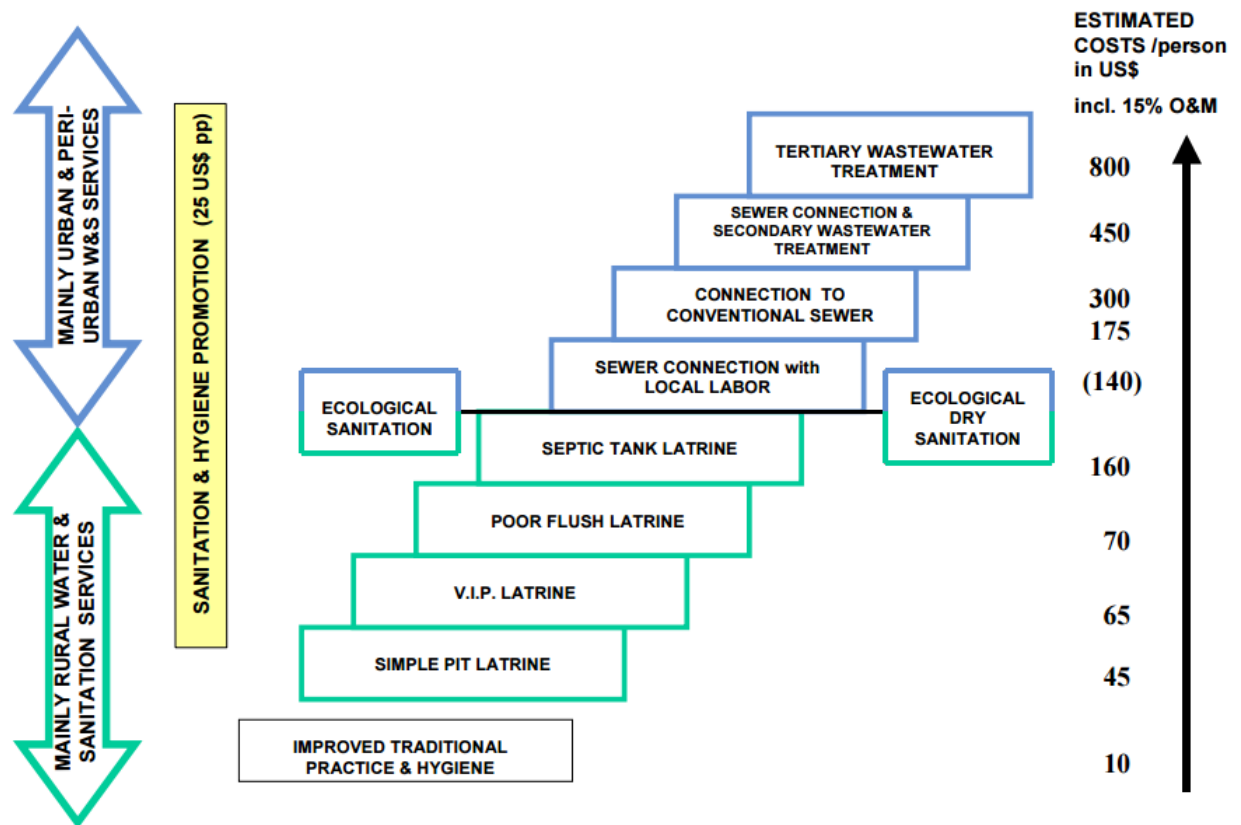 ESTIMATED
COSTS /person
in US$
incl. 15% O&M
MAINLY URBAN & PERI-
URBAN W&S SERVICES
MAINLY RURAL WATER &
SANITATION SERVICES
SANITATION & HYGIENE PROMOTION (25 US$ pp)
TERTIARY WASTEWATER
TREATMENT
800
SEWER CONNECTION &
SECONDARY WASTEWATER
TREATMENT
450
CONNECTION TO
CONVENTIONAL SEWER
300
175
SEWER CONNECTION with
LOCAL LABOR
(140)
ECOLOGICAL
SANITATION
ECOLOGICAL
DRY
SANITATION
SEPTIC TANK LATRINE
160
POOR FLUSH LATRINE
70
V.I.P. LATRINE
65
SIMPLE PIT LATRINE
45
IMPROVED TRADITIONAL
PRACTICE & HYGIENE
10